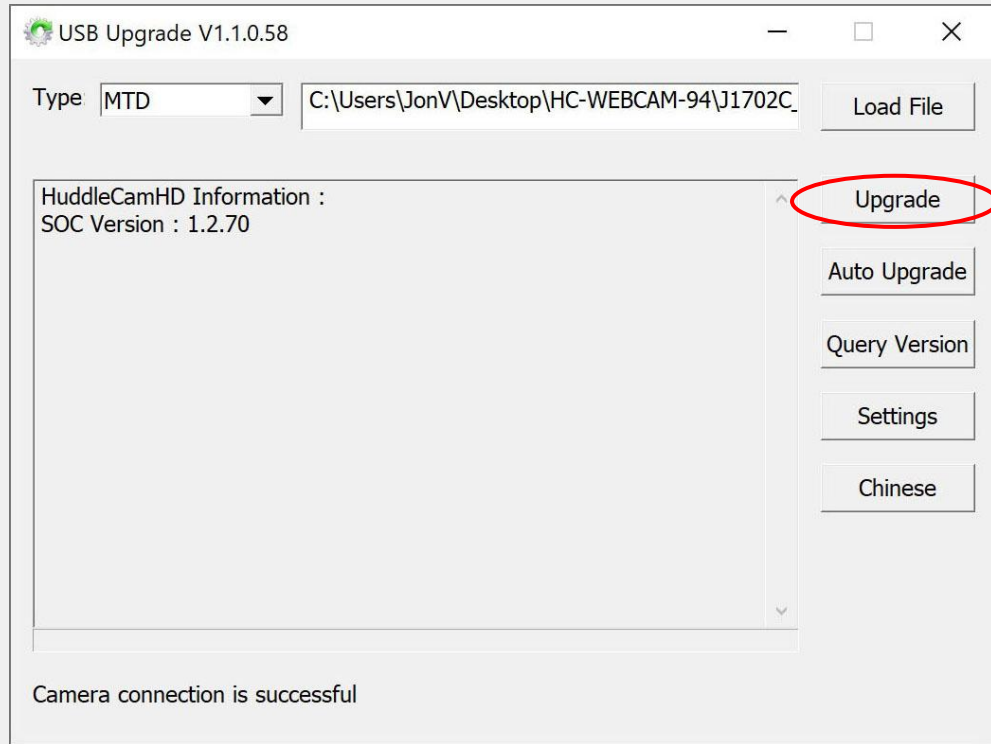 USB Upgrade V1.1.0.58
Type: MTD C:\Users\JonV\Desktop\HC-WEBCAM-94\J1702C_ Load File
HuddleCamHD Information :
SOC Version : 1.2.70
Upgrade
Auto Upgrade
Query Version
Settings
Chinese
Camera connection is successful